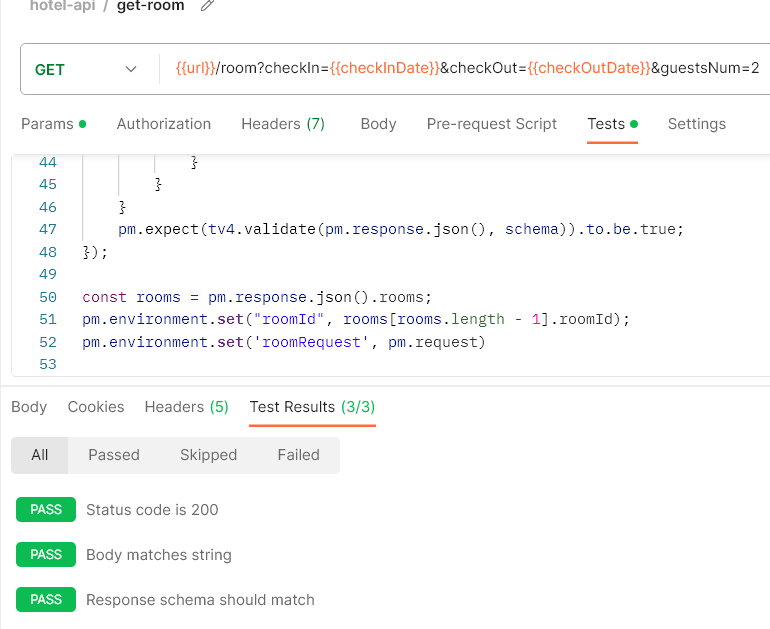 hotel-api / get-room
GET {{url}}/room?checkIn={{checkInDate}}&checkOut={{checkOutDate}}&guestsNum=2
Params Authorization Headers (7) Body Pre-request Script Tests Settings
44 }
45 }
46 }
47 pm.expect(tv4.validate(pm.response.json(), schema)).to.be.true;
48 });
49
50 const rooms = pm.response.json().rooms;
51 pm.environment.set("roomId", rooms[rooms.length - 1].roomId);
52 pm.environment.set('roomRequest', pm.request)
53
Body Cookies Headers (5) Test Results (3/3)
All Passed Skipped Failed
PASS Status code is 200
PASS Body matches string
PASS Response schema should match